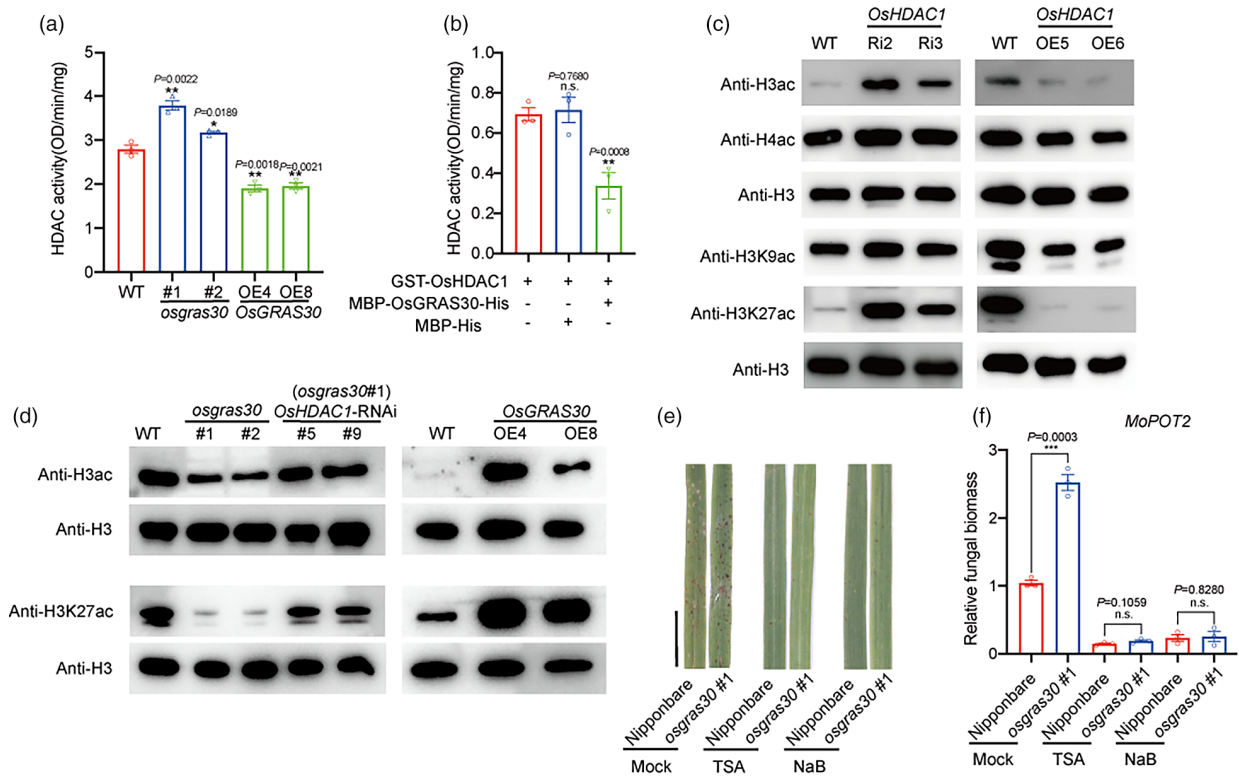 (a)
HDAC activity(OD/min/mg)
5
4
3
2
1
0
P=0.0022
**
P=0.0189
*
P=0.0018
**
P=0.0021
**
WT #1 #2 OE4 OE8
osgras30 OsGRAS30
(b)
HDAC activity(OD/min/mg)
1.0
0.8
0.6
0.4
0.2
0.0
P=0.7680
n.s.
P=0.0008
**
GST-OsHDAC1 + + +
MBP-OsGRAS30-His - - +
MBP-His - + -
(c)
OsHDAC1 OsHDAC1
WT Ri2 Ri3 WT OE5 OE6
Anti-H3ac
Anti-H4ac
Anti-H3
Anti-H3K9ac
Anti-H3K27ac
Anti-H3
(d)
(osgras30#1)
osgras30 OsHDAC1-RNAi OsGRAS30
WT #1 #2 #5 #9 WT OE4 OE8
Anti-H3ac
Anti-H3
Anti-H3K27ac
Anti-H3
(e)
Nipponbare osgras30 #1 Nipponbare osgras30 #1 Nipponbare osgras30 #1
Mock TSA NaB
(f)
MoPOT2
Relative fungal biomass
3
2
1
0
P=0.0003
***
P=0.1059
n.s.
P=0.8280
n.s.
Nipponbare osgras30 #1 Nipponbare osgras30 #1 Nipponbare osgras30 #1
Mock TSA NaB